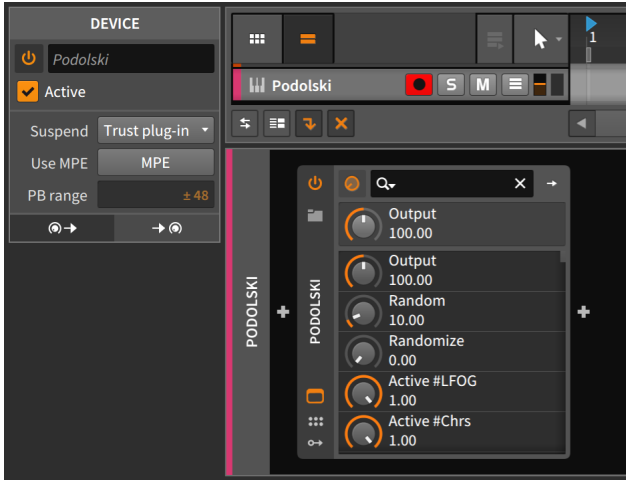 DEVICE
Podolski
Active
Suspend Trust plug-in
Use MPE MPE
PB range ± 48
1
Podolski
S M
PODOLSKI
PODOLSKI
Output
100.00
Output
100.00
Random
10.00
Randomize
0.00
Active #LFOG
1.00
Active #Chrs
1.00